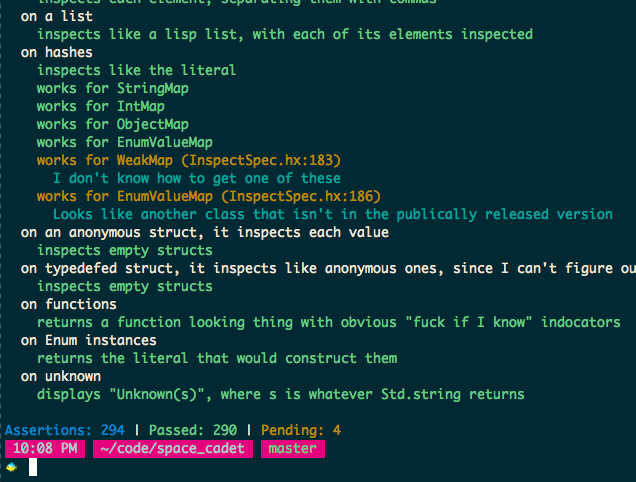 inspects each element, separating them with commas
on a list
inspects like a lisp list, with each of its elements inspected
on hashes
inspects like the literal
works for StringMap
works for IntMap
works for ObjectMap
works for EnumValueMap
works for WeakMap (InspectSpec.hx:183)
I don't know how to get one of these
works for EnumValueMap (InspectSpec.hx:186)
Looks like another class that isn't in the publically released version
on an anonymous struct, it inspects each value
inspects empty structs
on typedefed struct, it inspects like anonymous ones, since I can't figure ou
inspects empty structs
on functions
returns a function looking thing with obvious "fuck if I know" indocators
on Enum instances
returns the literal that would construct them
on unknown
displays "Unknown(s)", where s is whatever Std.string returns
Assertions: 294 | Passed: 290 | Pending: 4
10:08 PM ~/code/space_cadet master